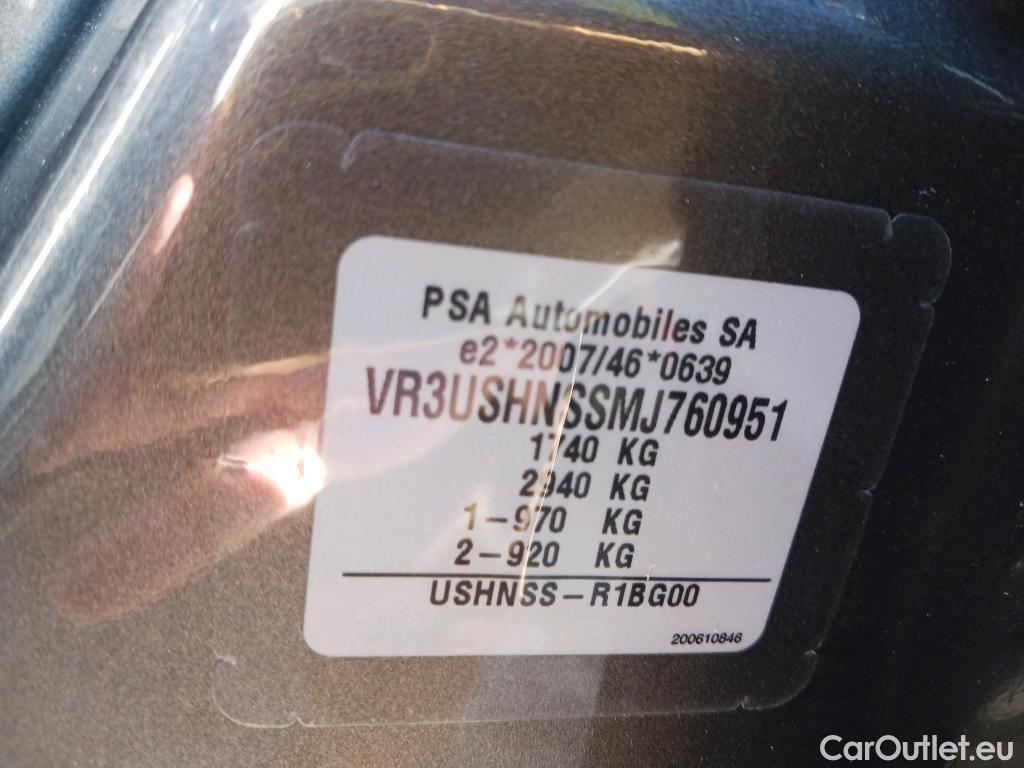 PSA Automobiles SA
e2*2007/46*0639
VR3USHNSSMJ760951
1740 KG
2940 KG
1-970 KG
2-920 KG
USHNSS-R1BG00
200610846
CarOutlet.eu